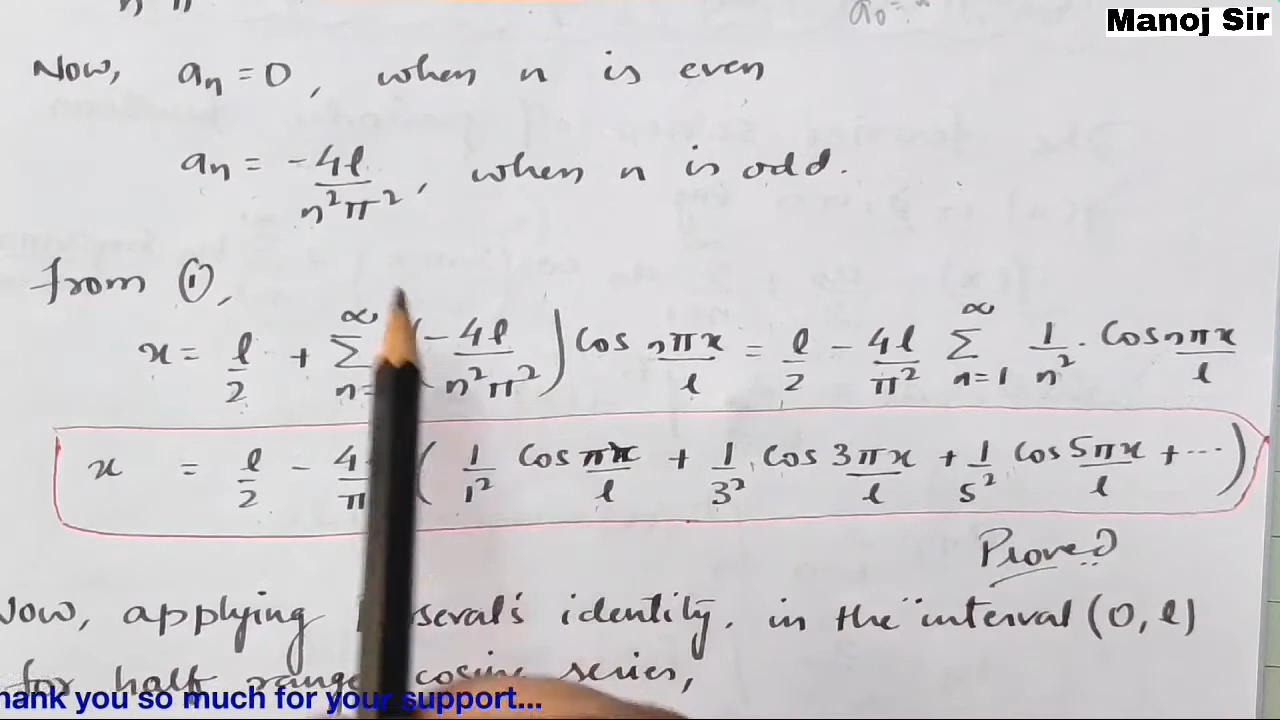 Manoj Sir
Now, aₙ = 0, when n is even
aₙ = -4l/n²π², when n is odd.
from ①,
x = l/2 + ∑ n= ∞ (-4l/n²π²) cos nπx/l = l/2 - 4l/π² ∑ n=1 ∞ 1/n² . cos nπx/l
x = l/2 - 4/π ( 1/1² cos πx/l + 1/3² cos 3πx/l + 1/5² cos 5πx/l + ... )
Proved
Now, applying seval's identity, in the interval (0, l)
for half range cosine series,
hank you so much for your support...